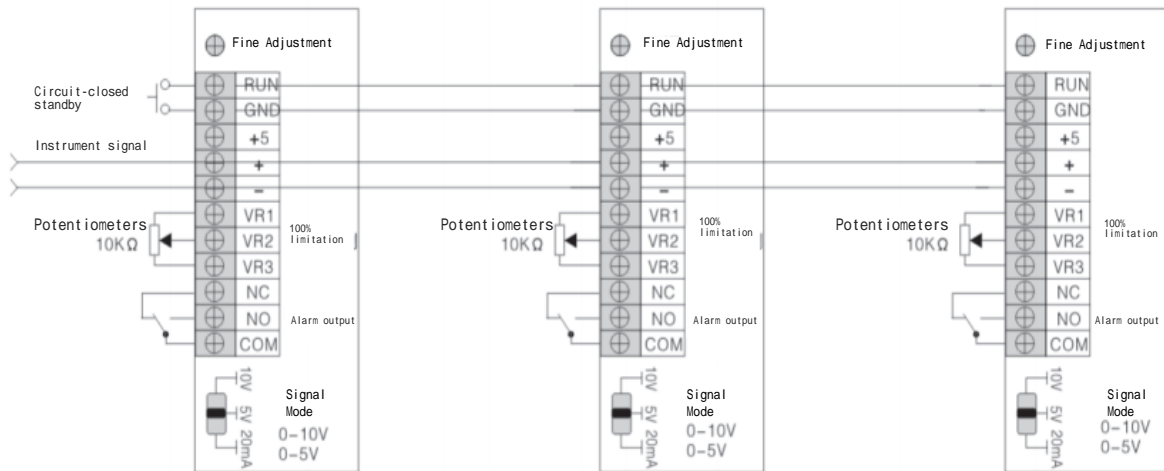 Fine Adjustment
Fine Adjustment
Fine Adjustment
Circuit-closed
standby
RUN
RUN
RUN
GND
GND
GND
+5
+5
+5
Instrument signal
+
+
+
-
-
-
Potentiometers
10KΩ
VR1
VR2
VR3
100%
limitation
Potentiometers
10KΩ
VR1
VR2
VR3
100%
limitation
Potentiometers
10KΩ
VR1
VR2
VR3
100%
limitation
NC
NO
COM
Alarm output
NC
NO
COM
Alarm output
NC
NO
COM
Alarm output
10V
5V
20mA
Signal
Mode
0-10V
0-5V
10V
5V
20mA
Signal
Mode
0-10V
0-5V
10V
5V
20mA
Signal
Mode
0-10V
0-5V